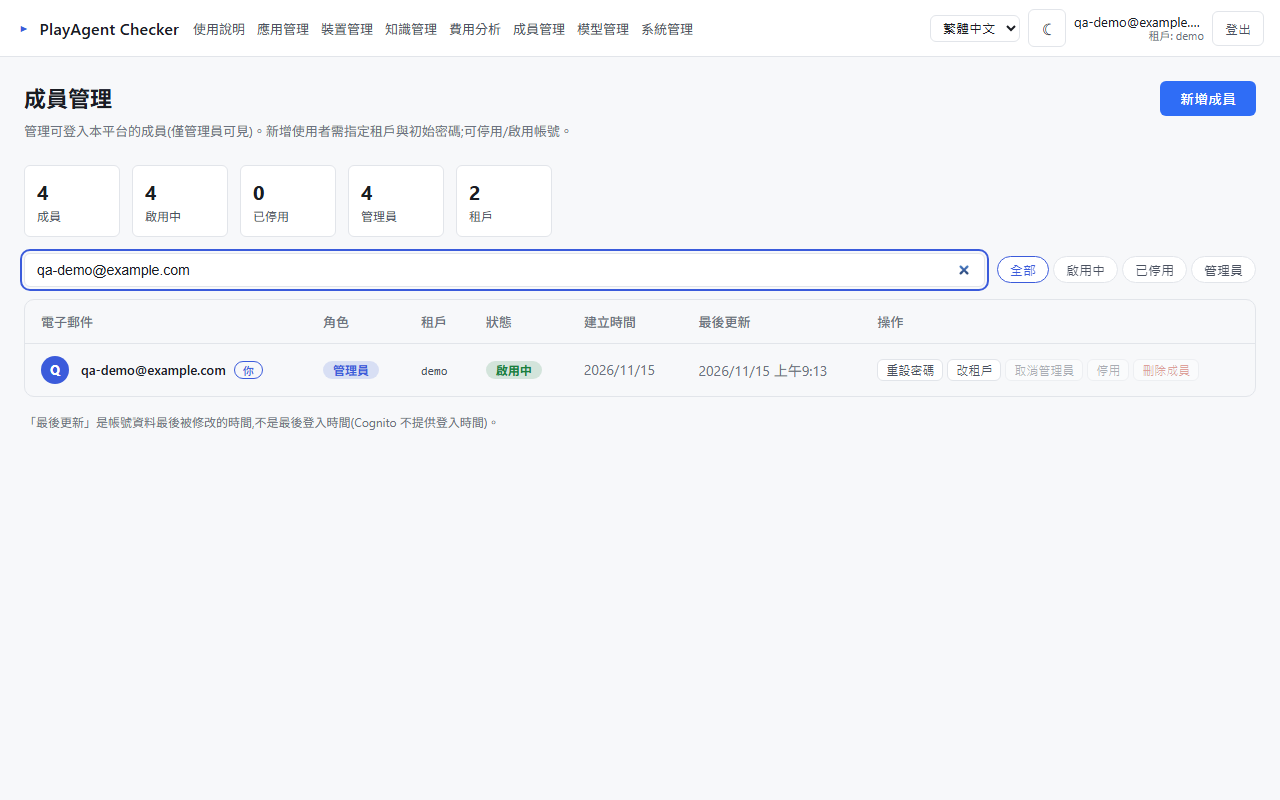 PlayAgent Checker 使用說明 應用管理 裝置管理 知識管理 費用分析 成員管理 模型管理 系統管理 繁體中文 qa-demo@example.... 登出
租戶: demo
成員管理 新增成員
管理可登入本平台的成員(僅管理員可見)。新增使用者需指定租戶與初始密碼;可停用/啟用帳號。
4 4 0 4 2
成員 啟用中 已停用 管理員 租戶
qa-demo@example.com 全部 啟用中 已停用 管理員
電子郵件 角色 租戶 狀態 建立時間 最後更新 操作
Q qa-demo@example.com 你 管理員 demo 啟用中 2026/11/15 2026/11/15 上午9:13 重設密碼 改租戶 取消管理員 停用 刪除成員
「最後更新」是帳號資料最後被修改的時間,不是最後登入時間(Cognito 不提供登入時間)。